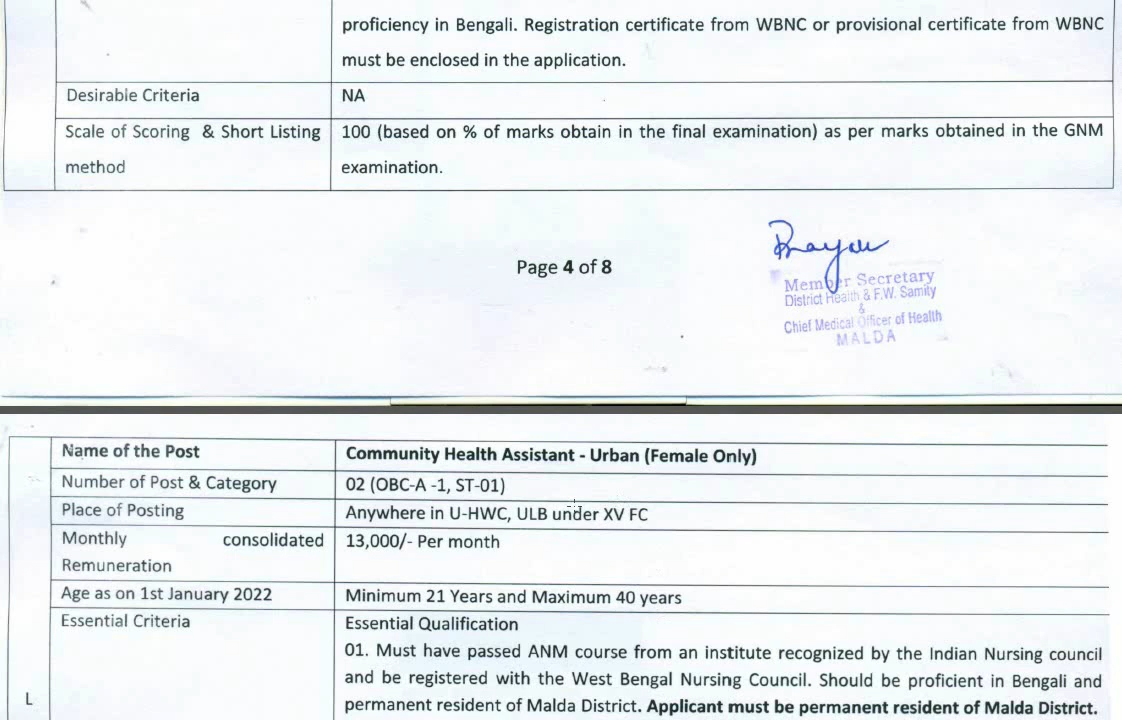 proficiency in Bengali. Registration certificate from WBNC or provisional certificate from WBNC
must be enclosed in the application.
Desirable Criteria NA
Scale of Scoring & Short Listing 100 (based on % of marks obtain in the final examination) as per marks obtained in the GNM
method examination.
Page 4 of 8
Member Secretary
District Health & F.W. Samity
&
Chief Medical Officer of Health
MALDA
Name of the Post Community Health Assistant - Urban (Female Only)
Number of Post & Category 02 (OBC-A -1, ST-01)
Place of Posting Anywhere in U-HWC, ULB under XV FC
Monthly consolidated 13,000/- Per month
Remuneration
Age as on 1st January 2022 Minimum 21 Years and Maximum 40 years
Essential Criteria Essential Qualification
01. Must have passed ANM course from an institute recognized by the Indian Nursing council
and be registered with the West Bengal Nursing Council. Should be proficient in Bengali and
L permanent resident of Malda District. Applicant must be permanent resident of Malda District.